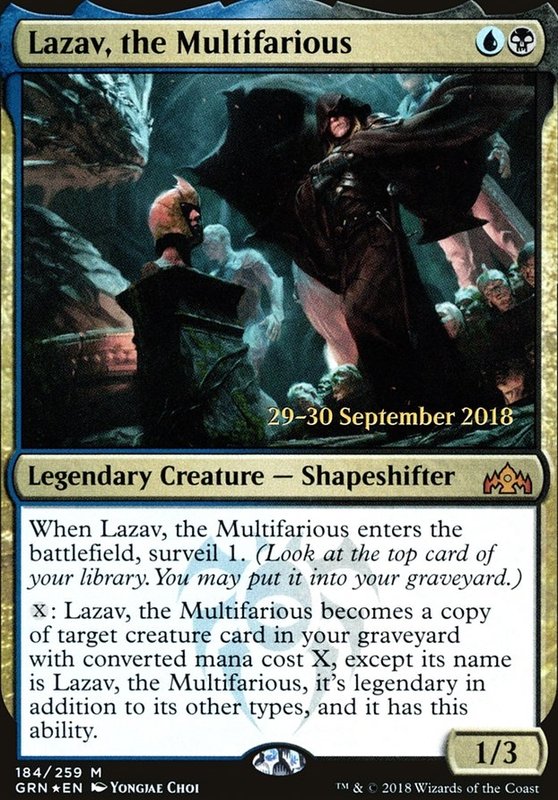 Lazav, the Multifarious
29–30 September 2018
Legendary Creature — Shapeshifter
When Lazav, the Multifarious enters the
battlefield, surveil 1. (Look at the top card of
your library. You may put it into your graveyard.)
X: Lazav, the Multifarious becomes a copy
of target creature card in your graveyard
with converted mana cost X, except its name
is Lazav, the Multifarious, it's legendary in
addition to its other types, and it has this
ability.
1/3
184/259 M
GRN ★ EN Yongjae Choi
™ & © 2018 Wizards of the Coast